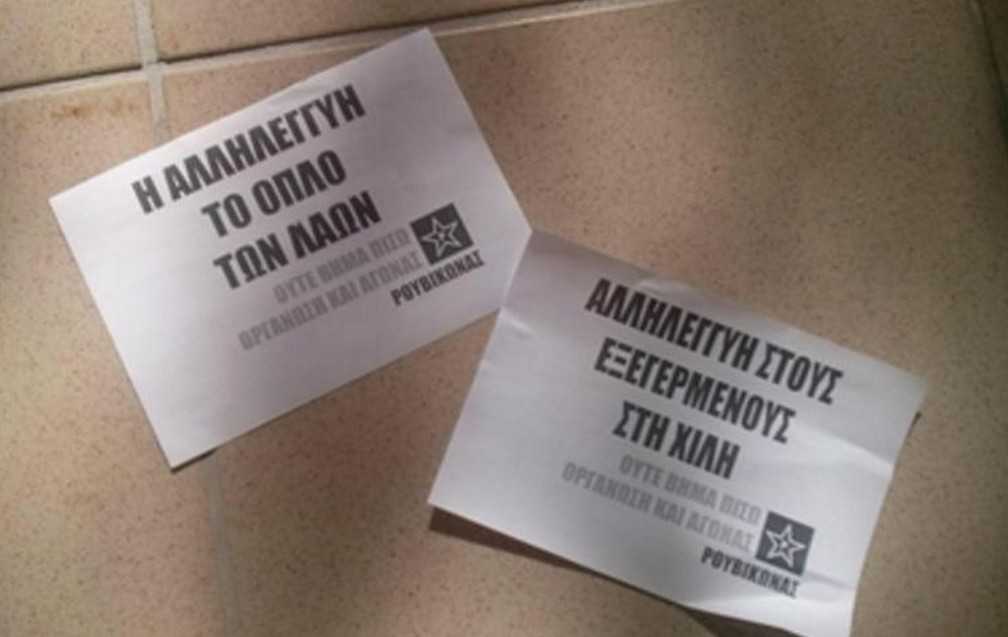 Η ΑΛΛΗΛΕΓΓΥΗ
ΤΟ ΟΠΛΟ
ΤΩΝ ΛΑΩΝ
ΟΥΤΕ ΒΗΜΑ ΠΙΣΩ
ΟΡΓΑΝΩΣΗ ΚΑΙ ΑΓΩΝΑΣ
ΡΟΥΒΙΚΩΝΑΣ
ΑΛΛΗΛΕΓΓΥΗ ΣΤΟΥΣ
ΕΞΕΓΕΡΜΕΝΟΥΣ
ΣΤΗ ΧΙΛΗ
ΟΥΤΕ ΒΗΜΑ ΠΙΣΩ
ΟΡΓΑΝΩΣΗ ΚΑΙ ΑΓΩΝΑΣ
ΡΟΥΒΙΚΩΝΑΣ